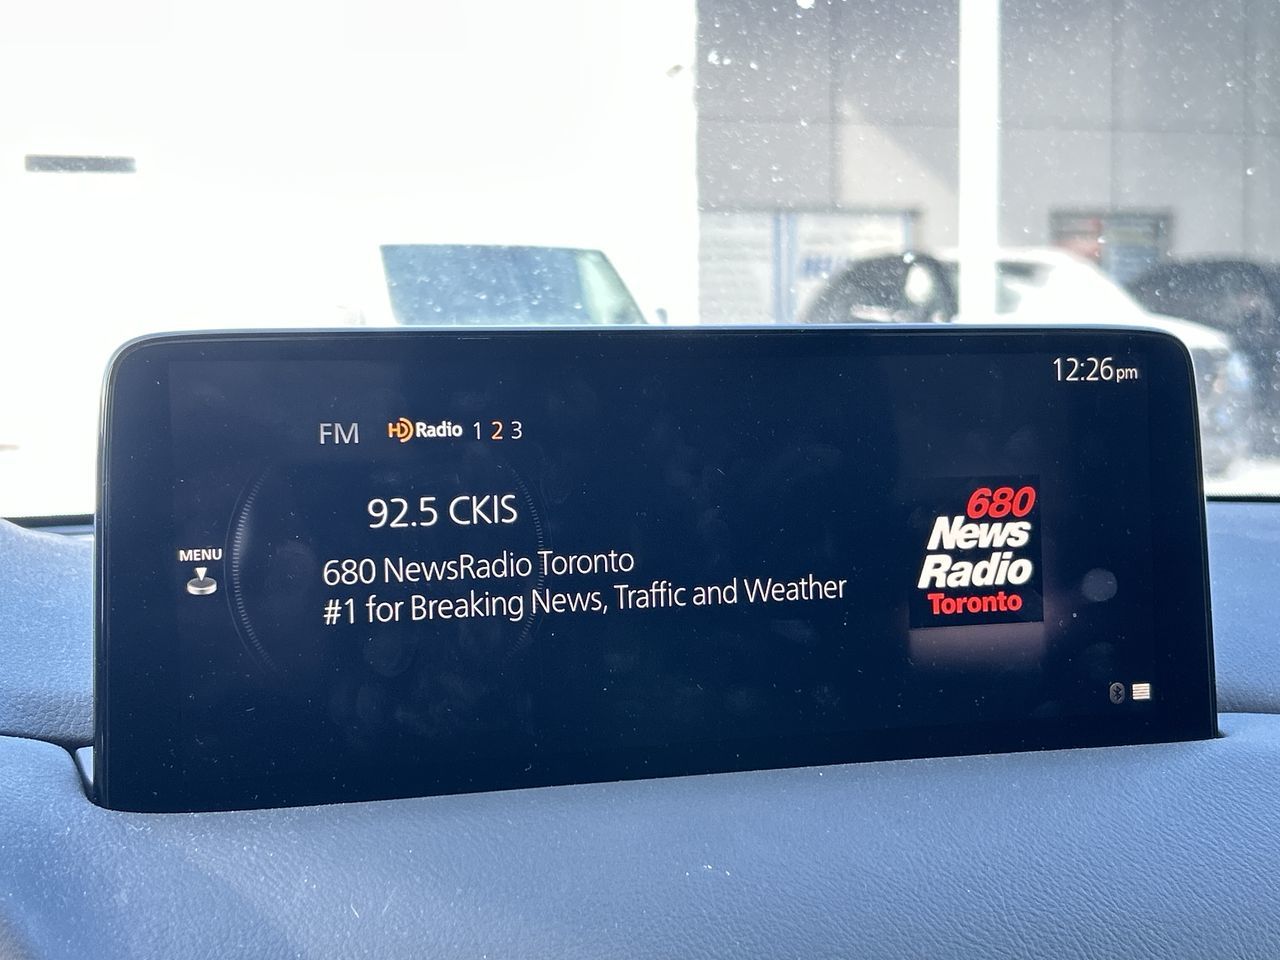 12:26pm
FM HD Radio 1 2 3
92.5 CKIS
MENU
680 NewsRadio Toronto
#1 for Breaking News, Traffic and Weather
680
News
Radio
Toronto